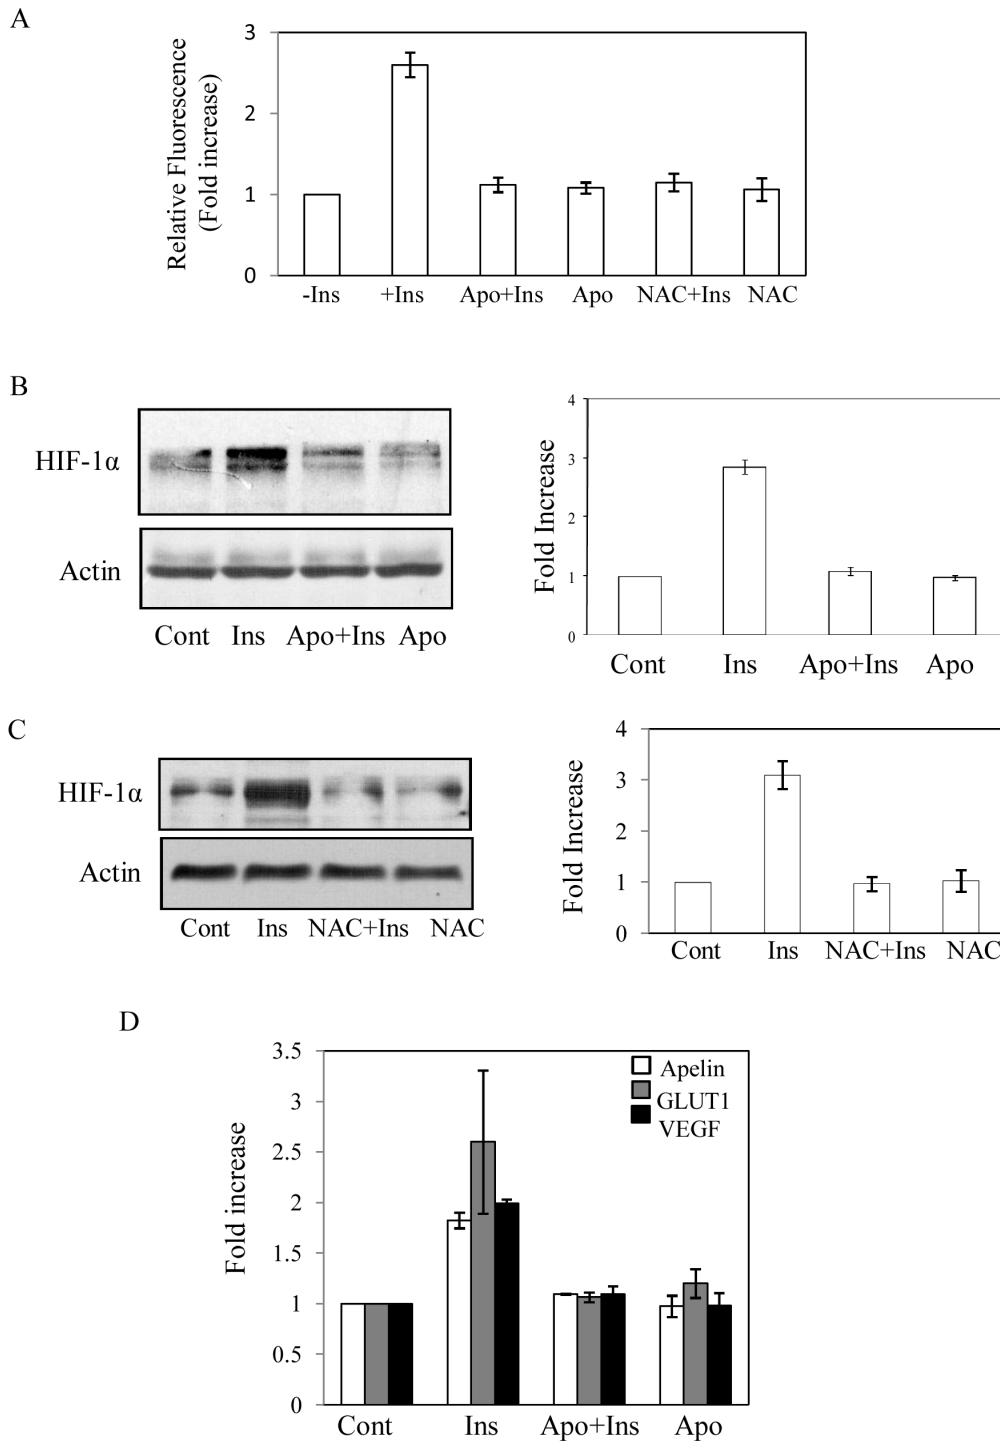 A
Relative Fluorescence
(Fold increase)
3
2
1
0
-Ins +Ins Apo+Ins Apo NAC+Ins NAC
B
HIF-1α
Actin
Cont Ins Apo+Ins Apo
Fold Increase
4
3
2
1
0
Cont Ins Apo+Ins Apo
C
HIF-1α
Actin
Cont Ins NAC+Ins NAC
Fold Increase
4
3
2
1
0
Cont Ins NAC+Ins NAC
D
Fold increase
3.5
3
2.5
2
1.5
1
0.5
0
Apelin
GLUT1
VEGF
Cont Ins Apo+Ins Apo